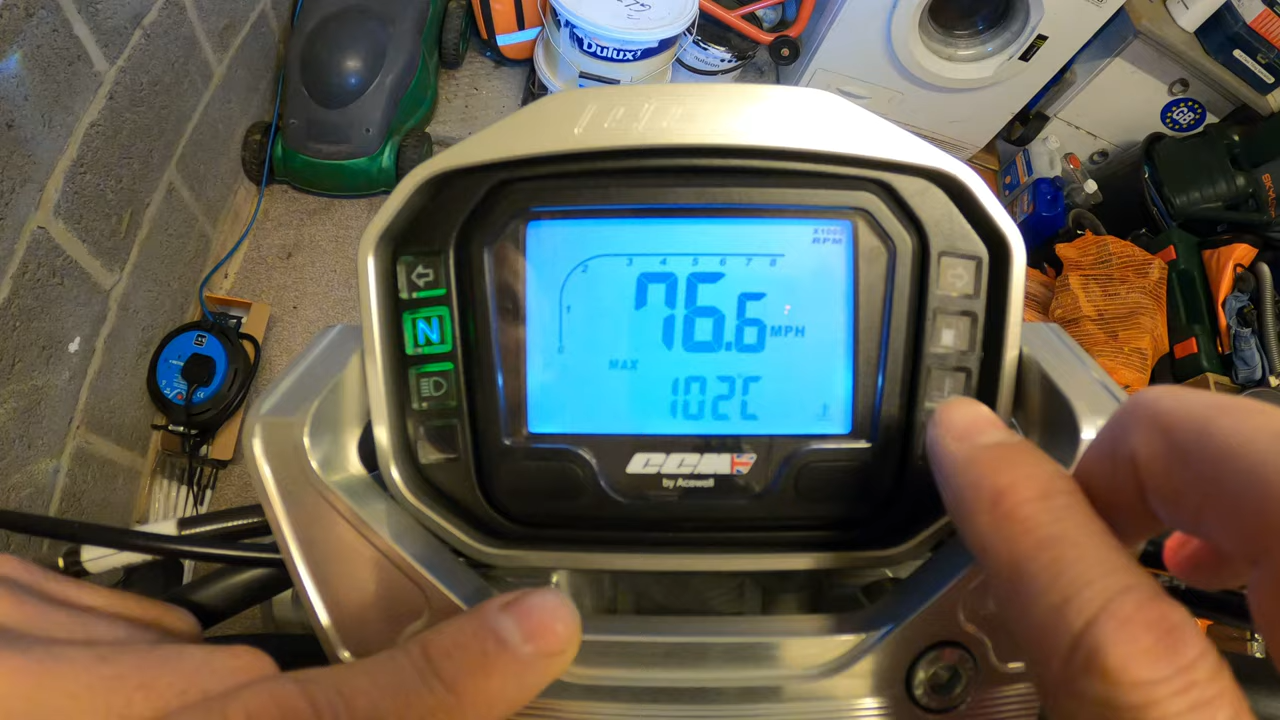 Dulux
GB
X1000
RPM
1 2 3 4 5 6 7 8
76.6 MPH
MAX
102C
N
CCM
by Acewell